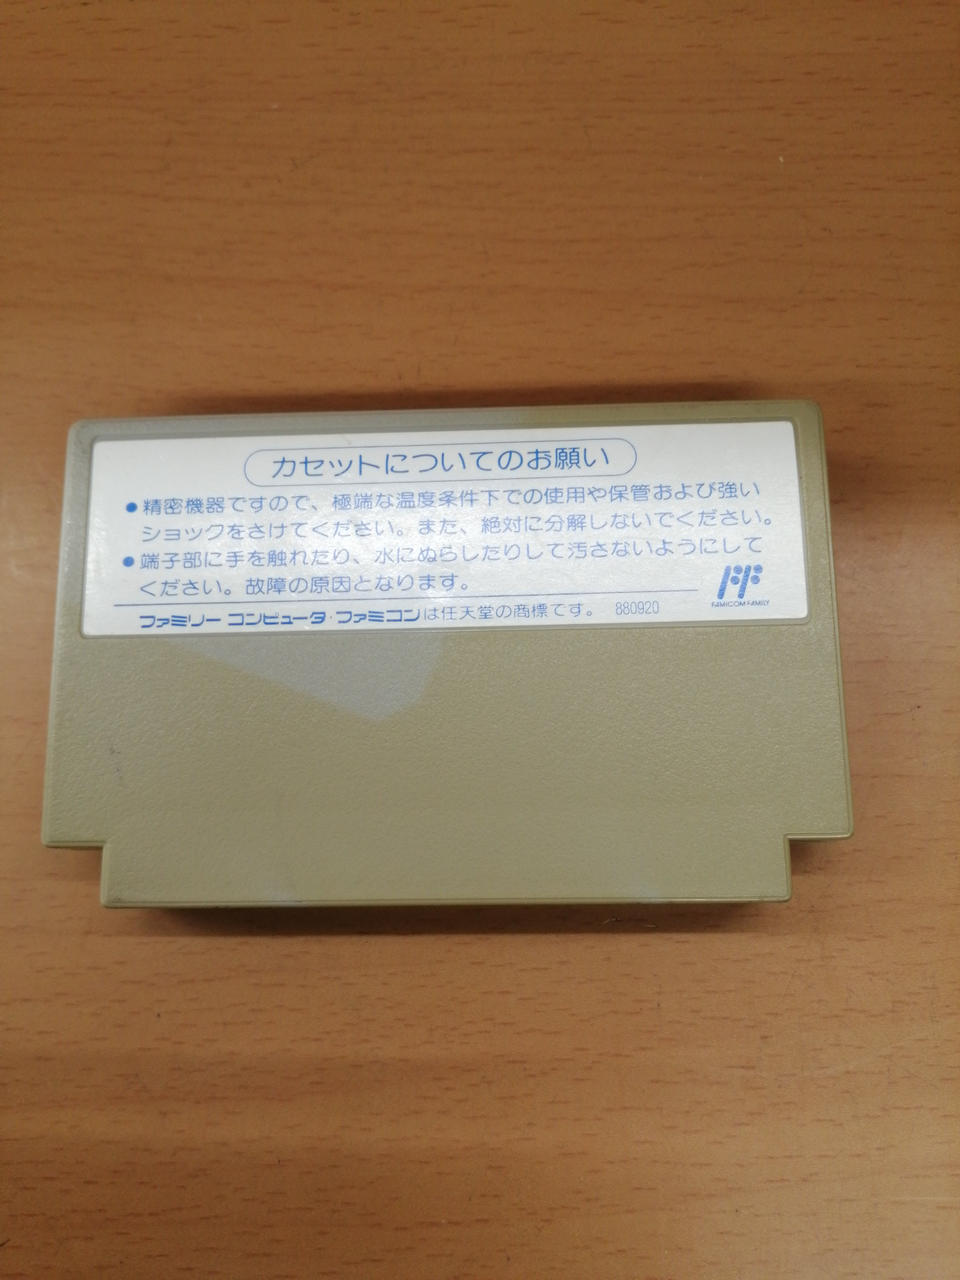 カセットについてのお願い
●精密機器ですので、極端な温度条件下での使用や保管および強い
ショックをさけてください。また、絶対に分解しないでください。
●端子部に手を触れたり、水にぬらしたりして汚さないようにして
ください。故障の原因となります。
FAMICOM FAMILY
ファミリー コンピュータ・ファミコンは任天堂の商標です。 880920